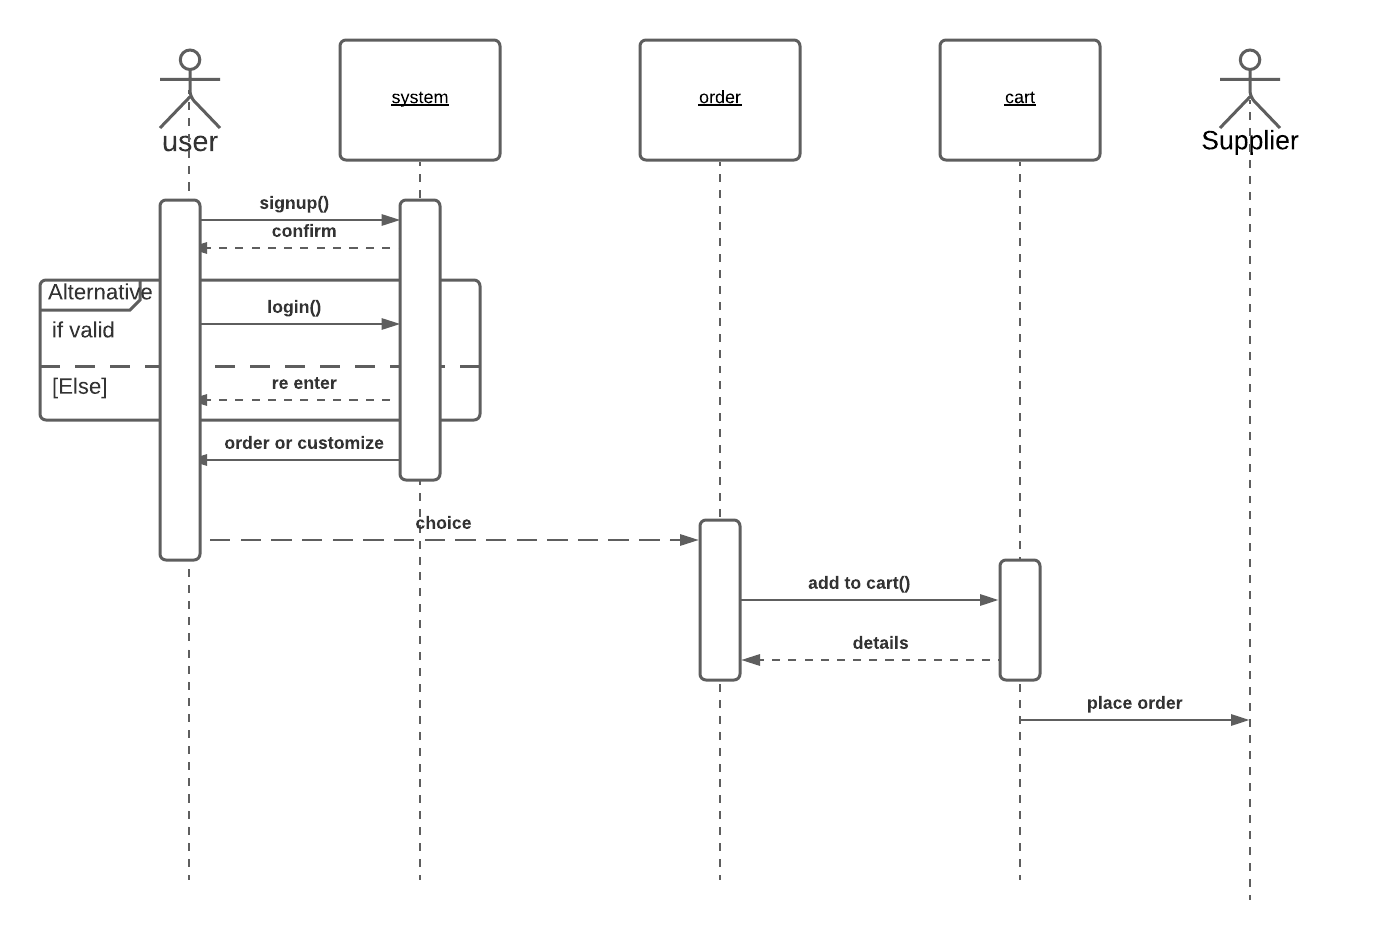 user
system
order
cart
Supplier
signup()
confirm
Alternative
login()
if valid
re enter
[Else]
order or customize
choice
add to cart()
details
place order